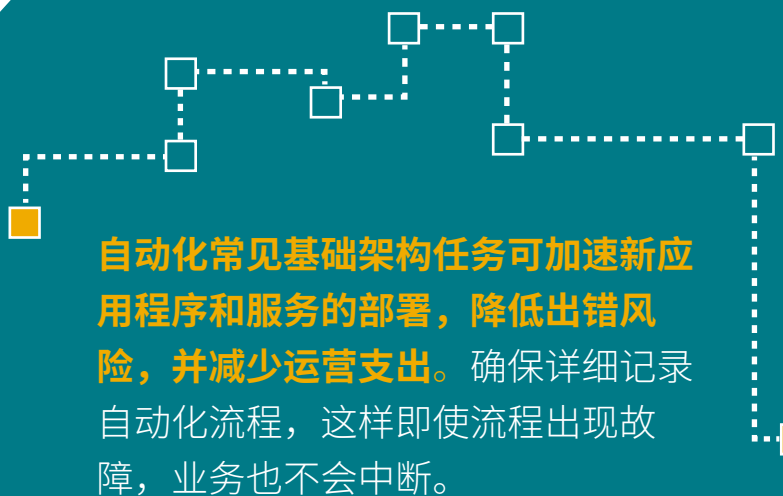 自动化常见基础架构任务可加速新应
用程序和服务的部署，降低出错风
险，并减少运营支出。确保详细记录
自动化流程，这样即使流程出现故
障，业务也不会中断。